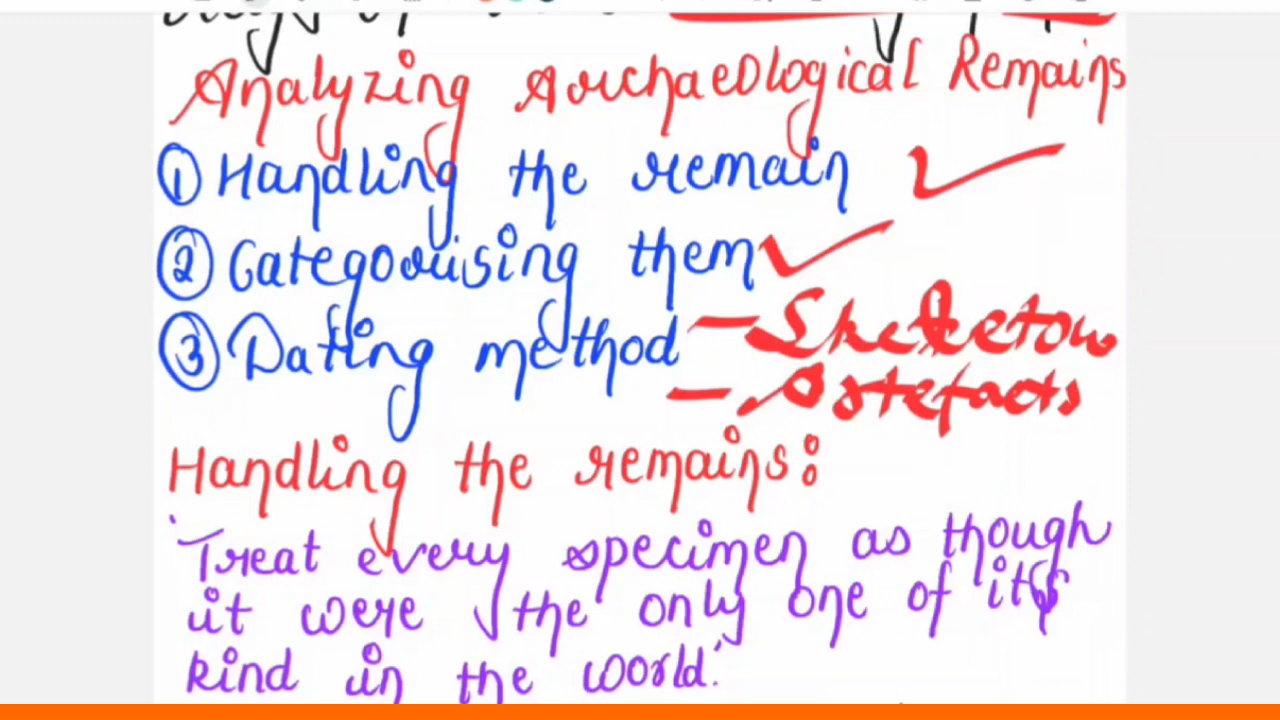 Analyzing Archaeological Remains
① Handling the remain
② Categorising them
③ Dating method – Skeleton
– Artefacts
Handling the remains:
'Treat every specimen as though
it were the only one of its
kind in the world.'